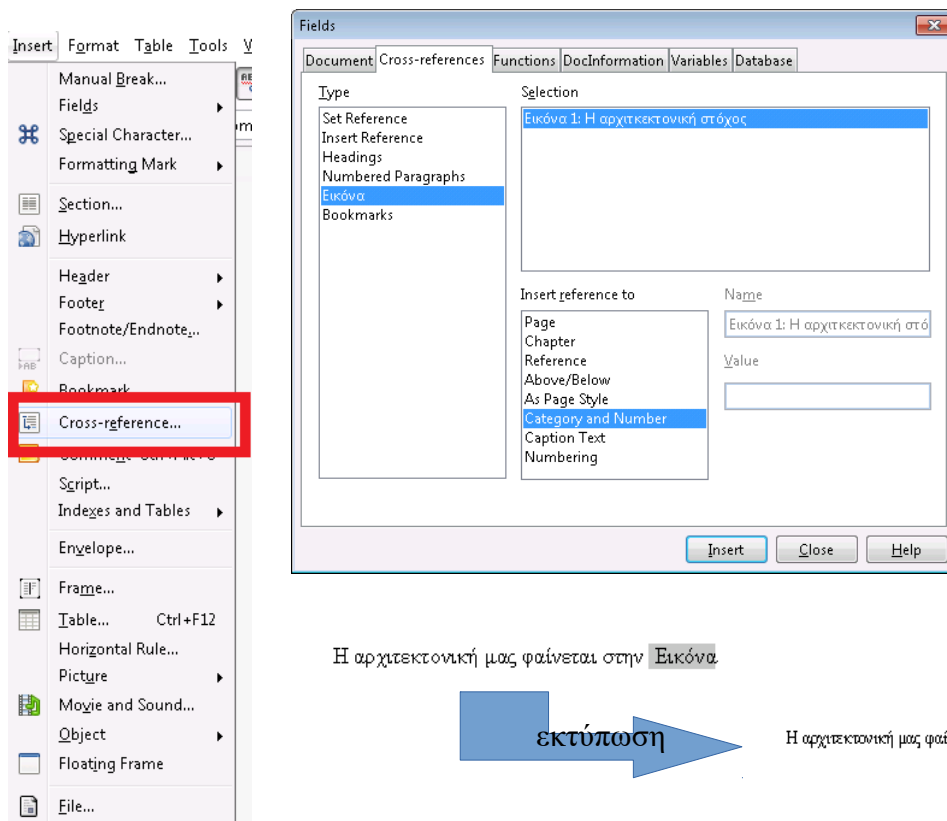 Insert Format Table Tools V
Manual Break...
Fields
Special Character...
Formatting Mark
Section...
Hyperlink
Header
Footer
Footnote/Endnote...
Caption...
Bookmark
Cross-reference...
Script...
Indexes and Tables
Envelope...
Frame...
Table... Ctrl+F12
Horizontal Rule...
Picture
Movie and Sound...
Object
Floating Frame
File...
Fields
Document Cross-references Functions DocInformation Variables Database
Type
Set Reference
Insert Reference
Headings
Numbered Paragraphs
Εικόνα
Bookmarks
Selection
Εικόνα 1: Η αρχιτκεκτονική στόχος
Insert reference to
Page
Chapter
Reference
Above/Below
As Page Style
Category and Number
Caption Text
Numbering
Name
Εικόνα 1: Η αρχιτκεκτονική στό
Value
Insert Close Help
Η αρχιτεκτονική μας φαίνεται στην Εικόνα
εκτύπωση
Η αρχιτεκτονική μας φαί